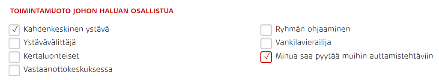 TOIMINTAMUOTO JOHON HALUAN OSALLISTUA
Kahdenkeskinen ystävä
Ystävävälittäjä
Kertaluonteiset
Vastaanottokeskuksessa
Ryhmän ohjaaminen
Vankilavierailija
Minua saa pyytää muihin auttamistehtäviin